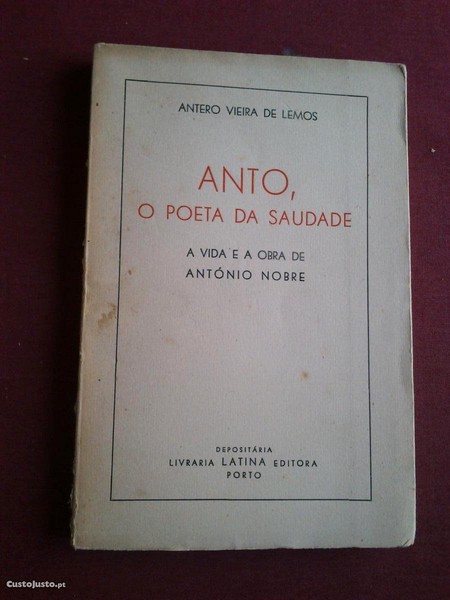 ANTERO VIEIRA DE LEMOS
ANTO,
O POETA DA SAUDADE
A VIDA E A OBRA DE
ANTÓNIO NOBRE
DEPOSITÁRIA
LIVRARIA LATINA EDITORA
PORTO
CustoJusto.pt